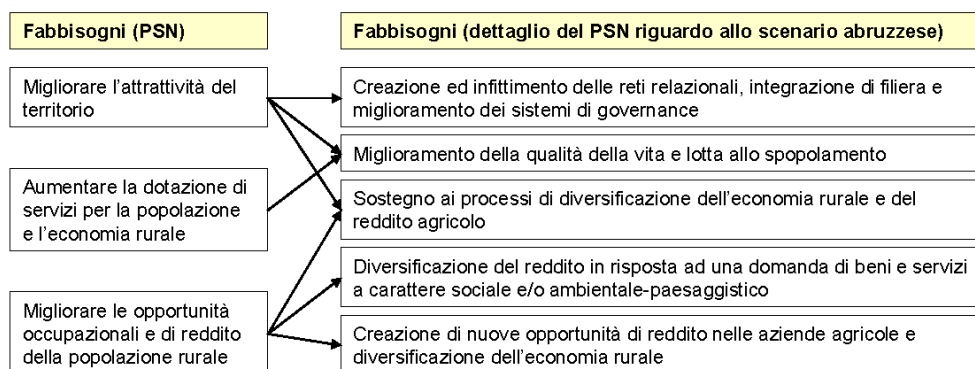 Fabbisogni (PSN)
Fabbisogni (dettaglio del PSN riguardo allo scenario abruzzese)
Migliorare l'attrattività del
territorio
Aumentare la dotazione di
servizi per la popolazione
e l'economia rurale
Migliorare le opportunità
occupazionali e di reddito
della popolazione rurale
Creazione ed infittimento delle reti relazionali, integrazione di filiera e
miglioramento dei sistemi di governance
Miglioramento della qualità della vita e lotta allo spopolamento
Sostegno ai processi di diversificazione dell'economia rurale e del
reddito agricolo
Diversificazione del reddito in risposta ad una domanda di beni e servizi
a carattere sociale e/o ambientale-paesaggistico
Creazione di nuove opportunità di reddito nelle aziende agricole e
diversificazione dell'economia rurale